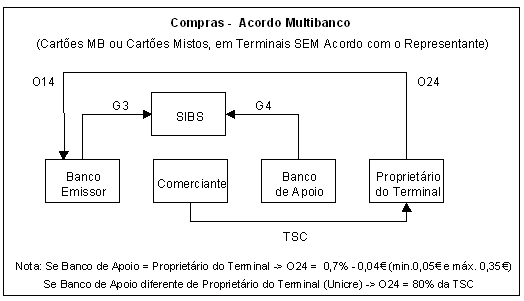 Compras - Acordo Multibanco
(Cartões MB ou Cartões Mistos, em Terminais SEM Acordo com o Representante)
O14
O24
G3
SIBS
G4
Banco
Emissor
Comerciante
Banco
de Apoio
Proprietário
do Terminal
TSC
Nota: Se Banco de Apoio = Proprietário do Terminal -> O24 = 0,7% - 0,04€ (min.0,05€ e máx. 0,35€)
Se Banco de Apoio diferente de Proprietário do Terminal (Unicre) -> O24 = 80% da TSC